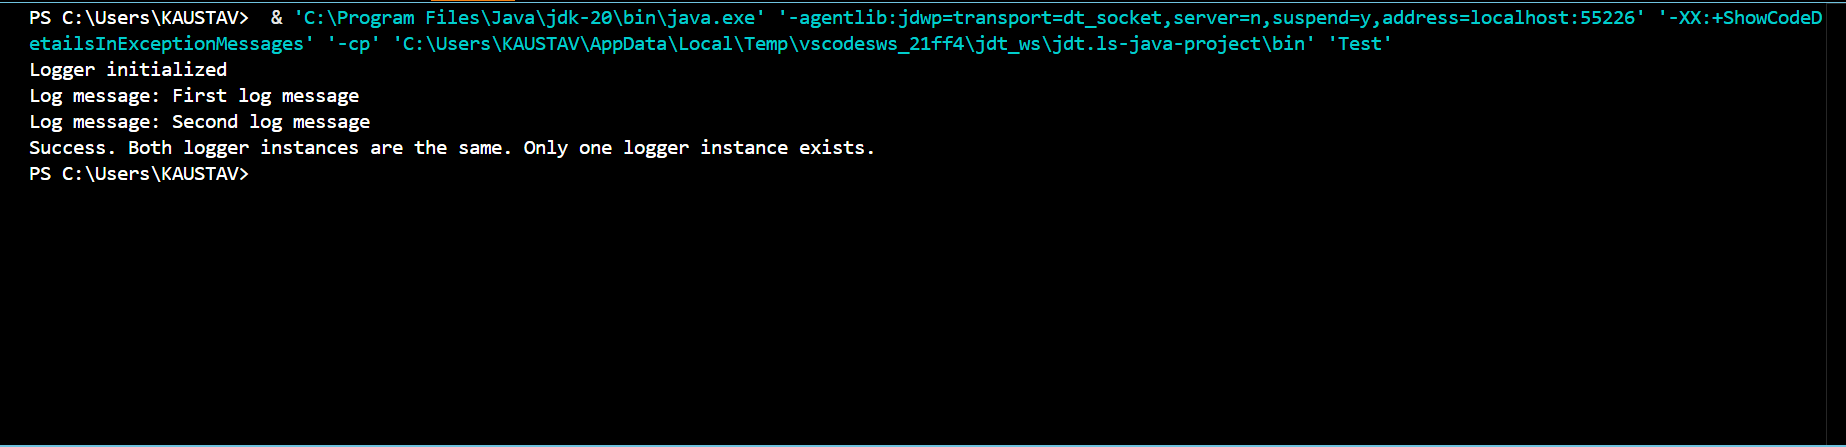 PS C:\Users\KAUSTAV>  & 'C:\Program Files\Java\jdk-20\bin\java.exe' '-agentlib:jdwp=transport=dt_socket,server=n,suspend=y,address=localhost:55226' '-XX:+ShowCodeD
etailsInExceptionMessages' '-cp' 'C:\Users\KAUSTAV\AppData\Local\Temp\vscodesws_21ff4\jdt_ws\jdt.ls-java-project\bin' 'Test'
Logger initialized
Log message: First log message
Log message: Second log message
Success. Both logger instances are the same. Only one logger instance exists.
PS C:\Users\KAUSTAV>